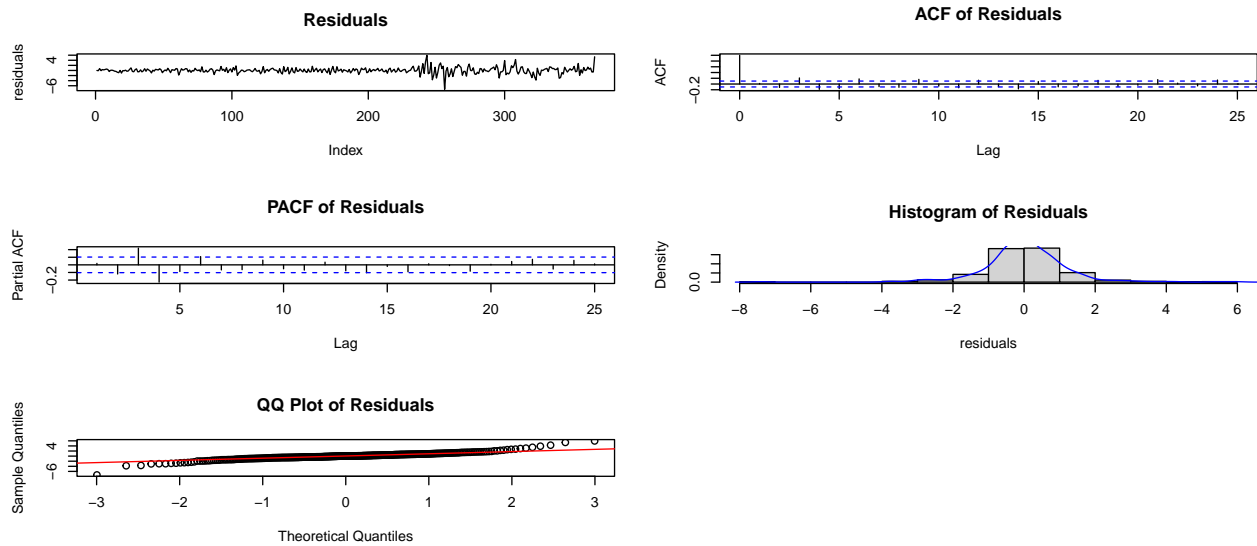 Residuals
residuals
4
−6
0 100 200 300
Index
ACF of Residuals
ACF
−0.2
0 5 10 15 20 25
Lag
PACF of Residuals
Partial ACF
−0.2
5 10 15 20 25
Lag
Histogram of Residuals
Density
0.0
−8 −6 −4 −2 0 2 4 6
residuals
QQ Plot of Residuals
Sample Quantiles
4
−6
−3 −2 −1 0 1 2 3
Theoretical Quantiles